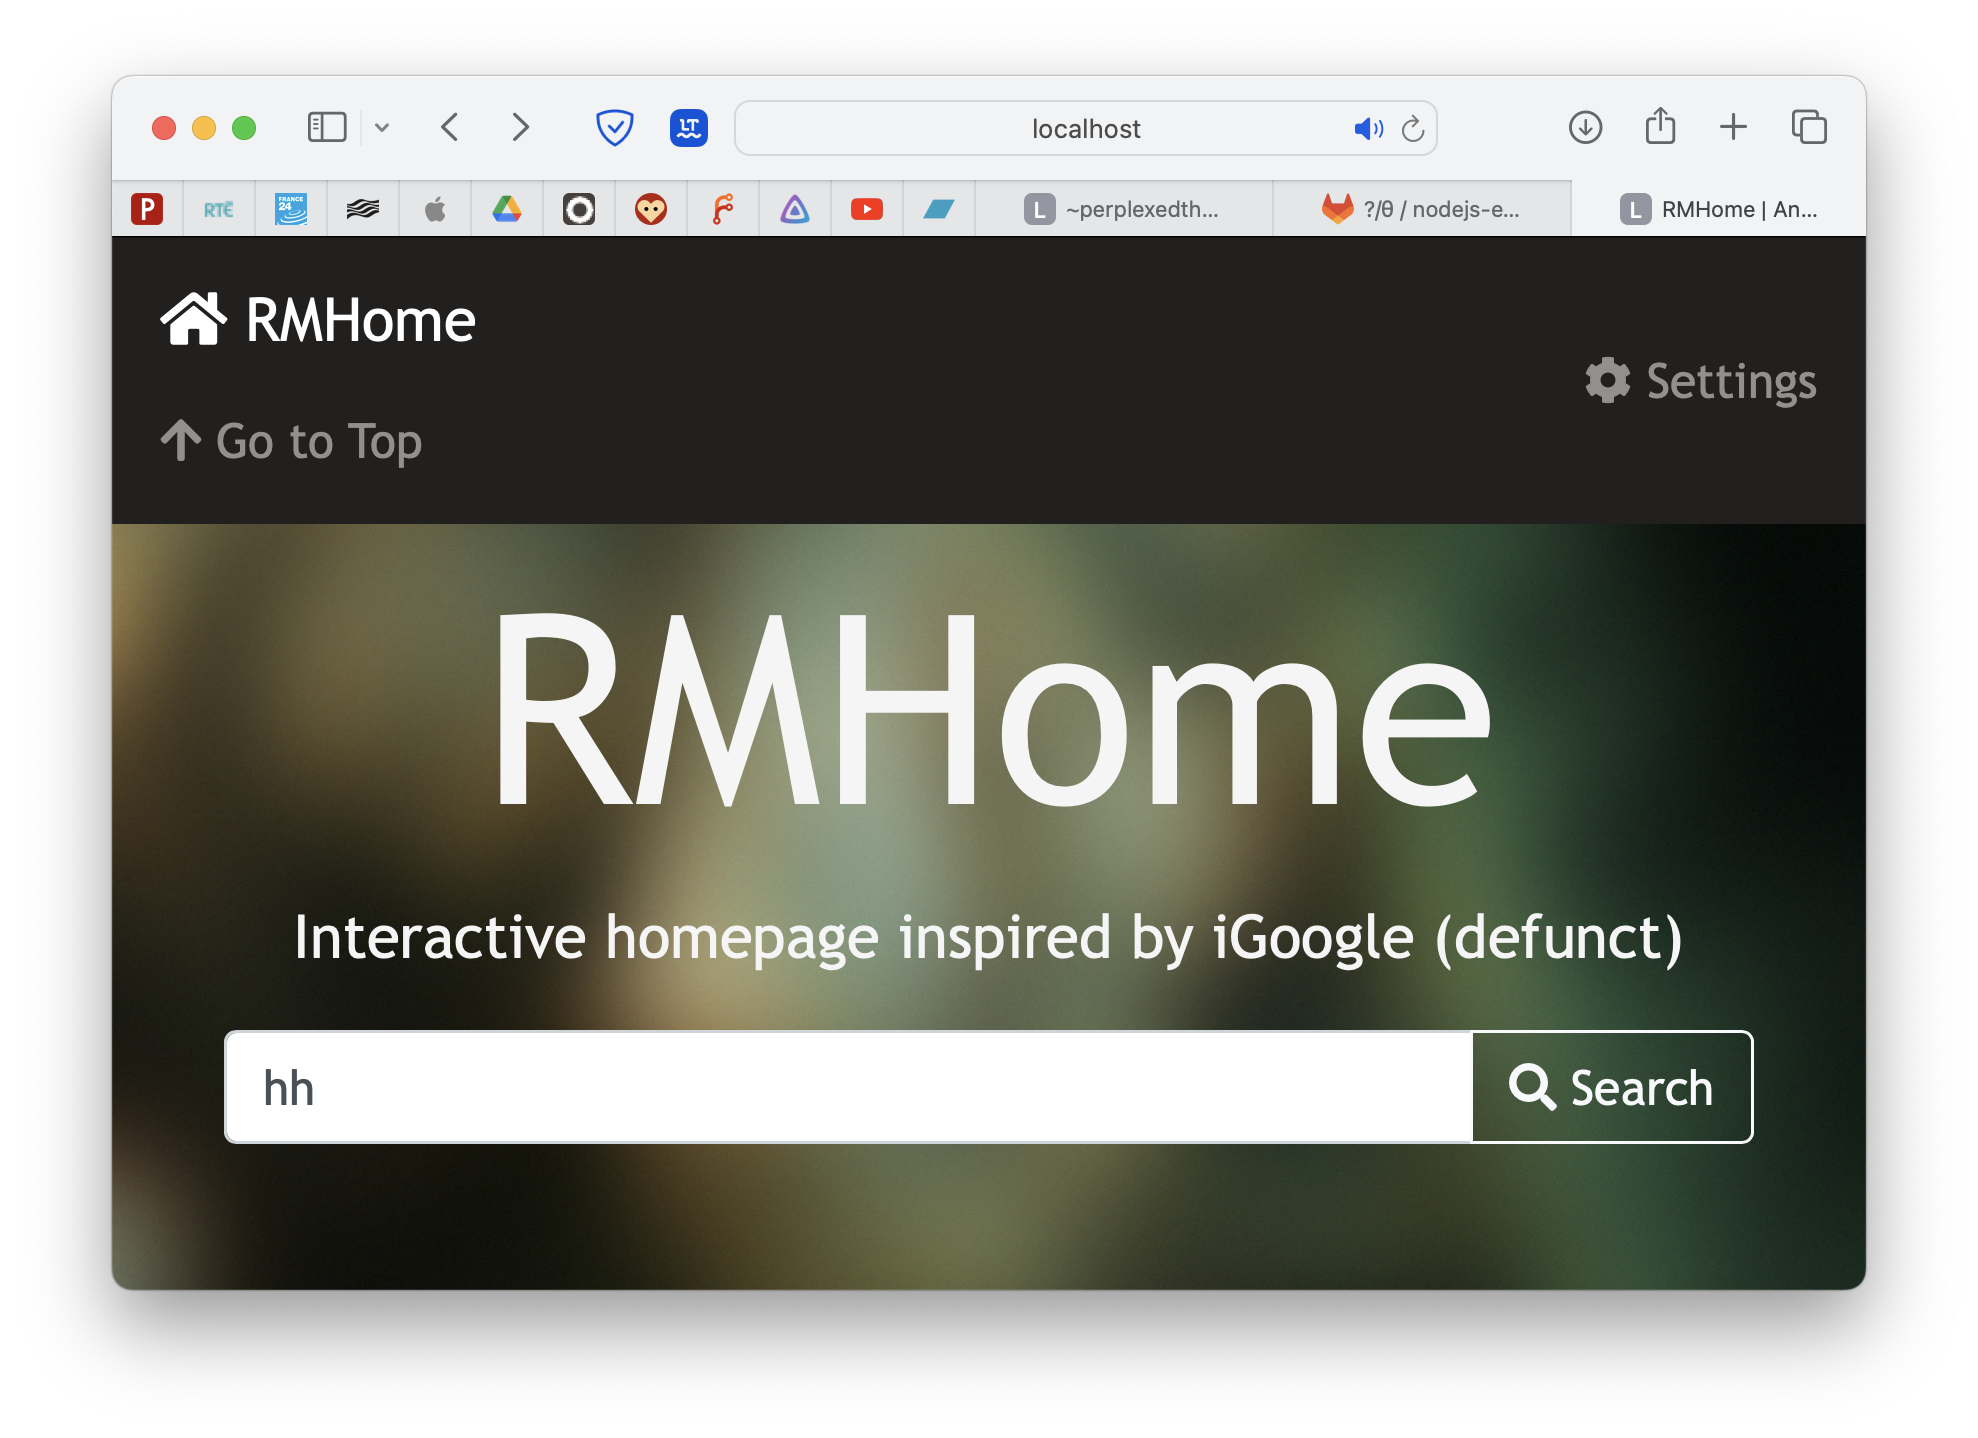 localhost
P RTÉ FRANCE 24 L ~perplexedth... ?/θ / nodejs-e... L RMHome | An...
RMHome
Settings
Go to Top
RMHome
Interactive homepage inspired by iGoogle (defunct)
hh Search